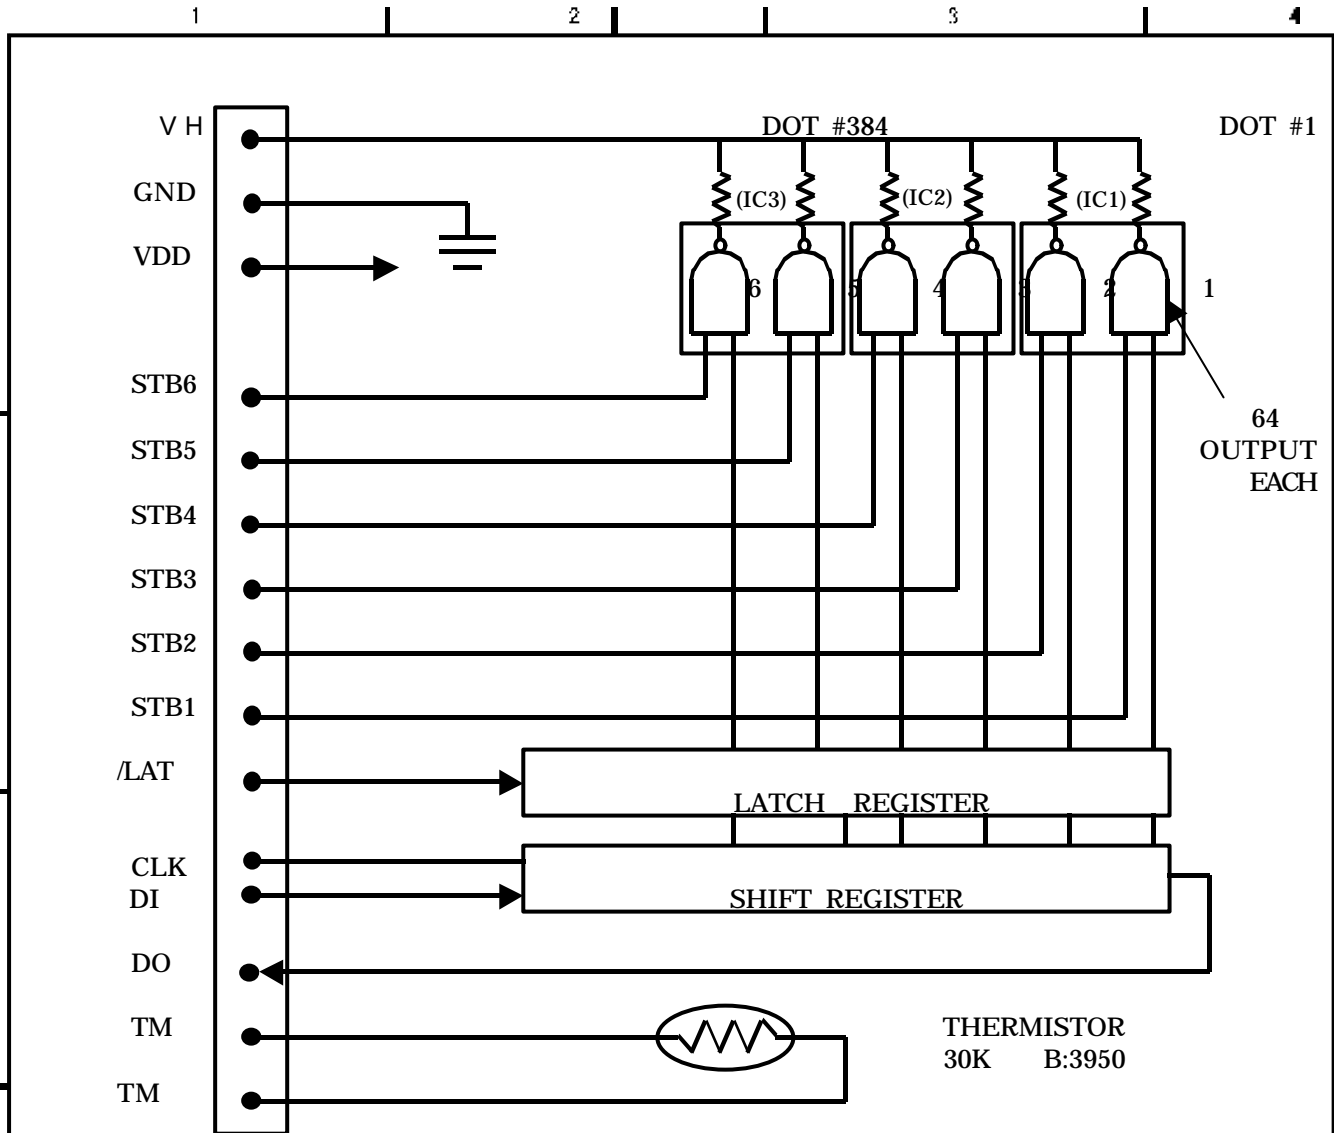 1 2 3 4
V H DOT #384 DOT #1
GND (IC3) (IC2) (IC1)
VDD
6 5 4 3 2 1
STB6
64
OUTPUT
EACH
STB5
STB4
STB3
STB2
STB1
/LAT
LATCH REGISTER
CLK
DI
SHIFT REGISTER
DO
TM
THERMISTOR
30K B:3950
TM